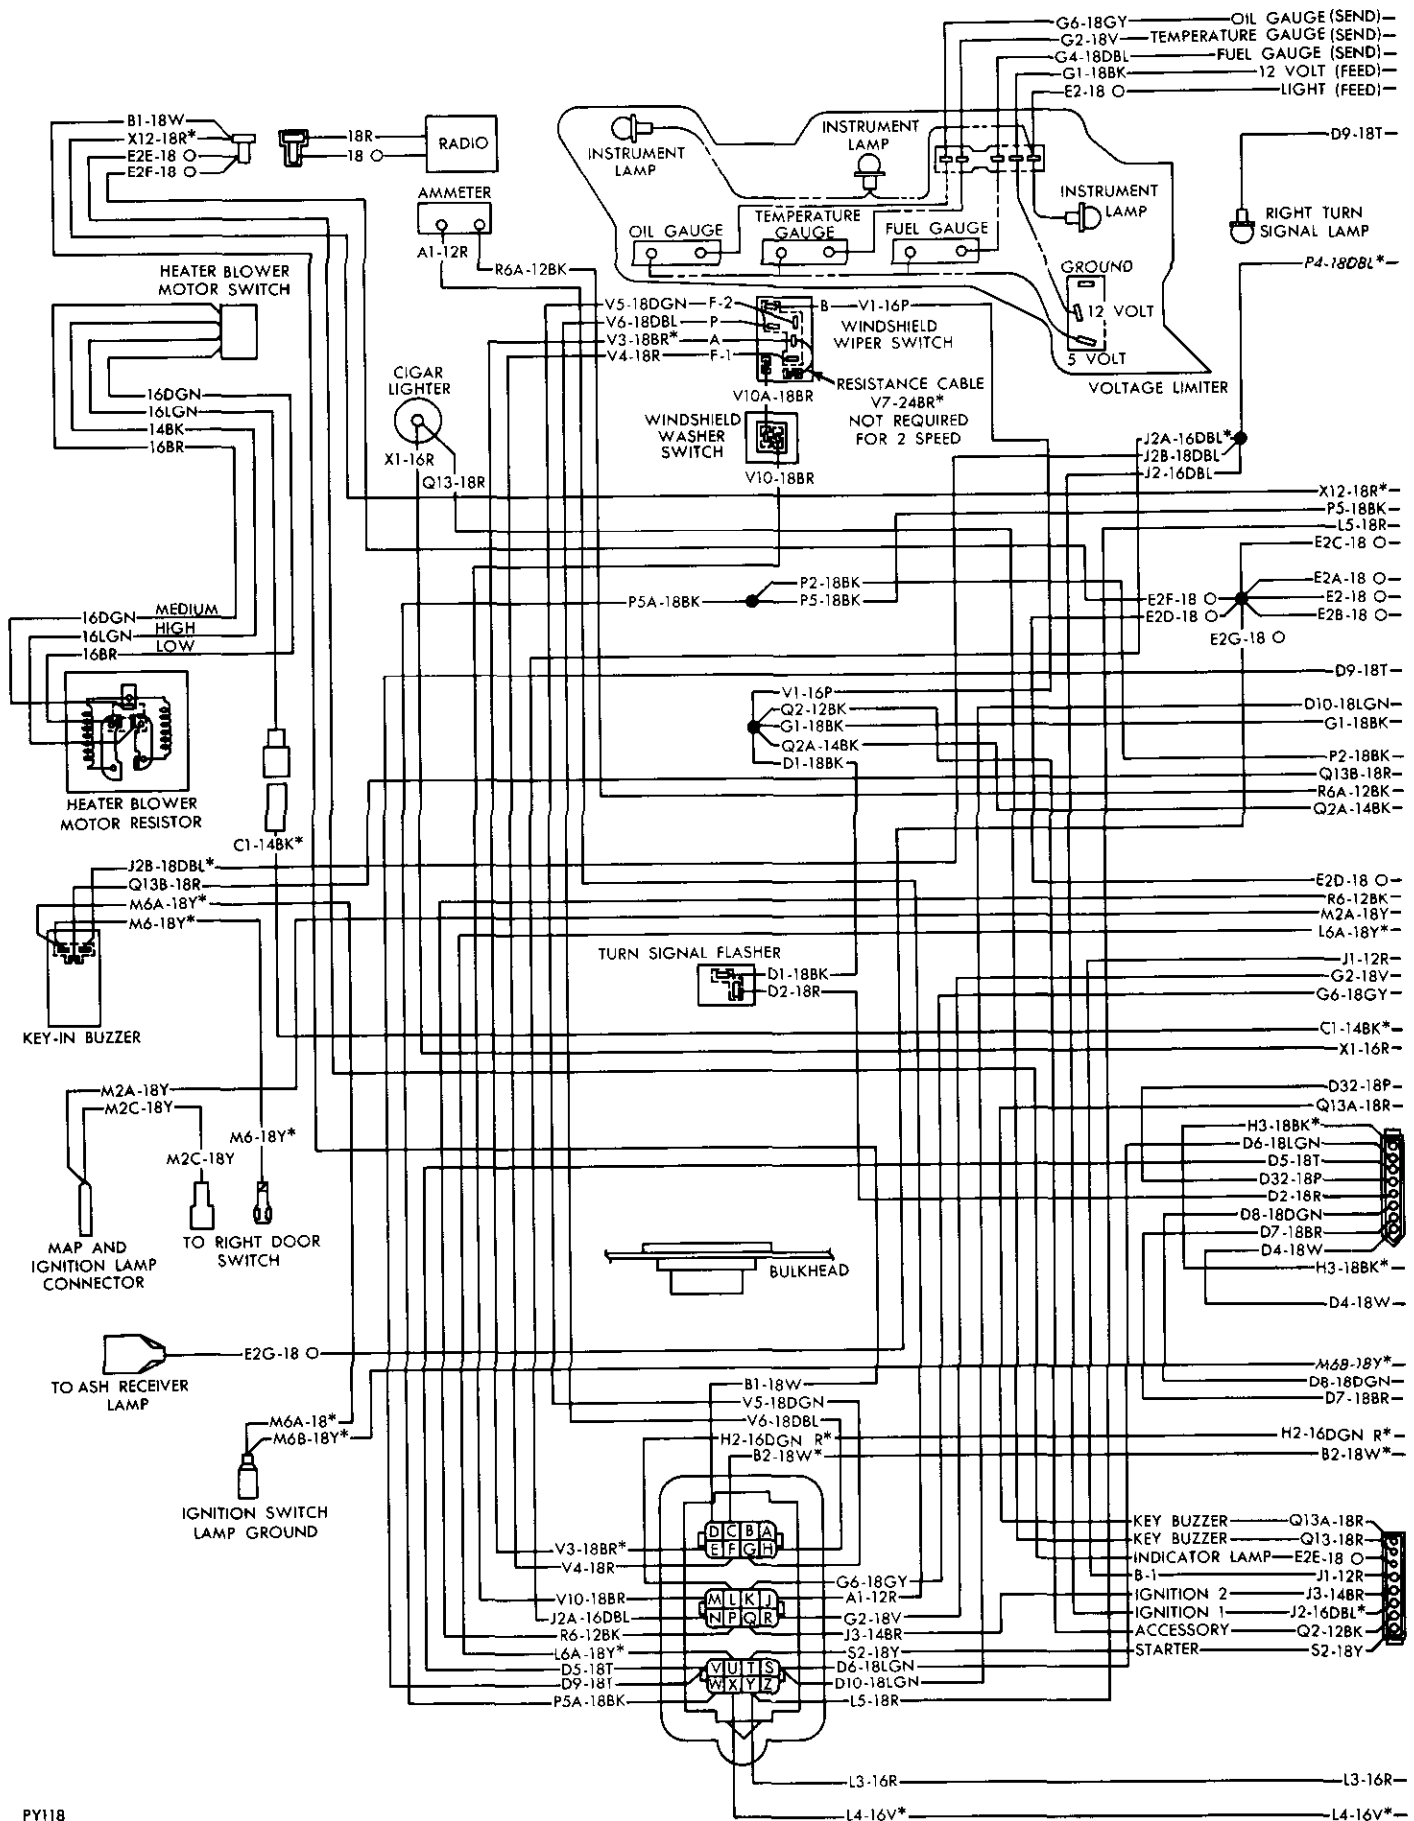 G6-18GY OIL GAUGE (SEND)
G2-18V TEMPERATURE GAUGE (SEND)
G4-18DBL FUEL GAUGE (SEND)
G1-18BK 12 VOLT (FEED)
E2-18 O LIGHT (FEED)
B1-18W
X12-18R*
E2E-18 O
E2F-18 O
18R
18 O
RADIO
INSTRUMENT
LAMP
INSTRUMENT
LAMP
INSTRUMENT
LAMP
D9-18T
RIGHT TURN
SIGNAL LAMP
P4-18DBL*
AMMETER
A1-12R
R6A-12BK
OIL GAUGE
TEMPERATURE
GAUGE
FUEL GAUGE
GROUND
12 VOLT
5 VOLT
VOLTAGE LIMITER
HEATER BLOWER
MOTOR SWITCH
V5-18DGN F-2
V6-18DBL P
V3-18BR* A
V4-18R F-1
B V1-16P
WINDSHIELD
WIPER SWITCH
RESISTANCE CABLE
V7-24BR*
NOT REQUIRED
FOR 2 SPEED
V10A-18BR
WINDSHIELD
WASHER
SWITCH
V10-18BR
CIGAR
LIGHTER
X1-16R
Q13-18R
16DGN
16LGN
14BK
16BR
J2A-16DBL*
J2B-18DBL
J2-16DBL
X12-18R*
P5-18BK
L5-18R
E2C-18 O
E2A-18 O
E2F-18 O E2-18 O
E2D-18 O E2B-18 O
E2G-18 O
P2-18BK
P5A-18BK P5-18BK
16DGN MEDIUM
16LGN HIGH
16BR LOW
D9-18T
V1-16P
Q2-12BK
G1-18BK
Q2A-14BK
D1-18BK
D10-18LGN
G1-18BK
P2-18BK
Q13B-18R
R6A-12BK
Q2A-14BK
HEATER BLOWER
MOTOR RESISTOR
C1-14BK*
J2B-18DBL*
Q13B-18R
M6A-18Y*
M6-18Y*
E2D-18 O
R6-12BK
M2A-18Y
L6A-18Y*
J1-12R
G2-18V
G6-18GY
TURN SIGNAL FLASHER
D1-18BK
D2-18R
KEY-IN BUZZER
C1-14BK*
X1-16R
M2A-18Y
M2C-18Y
M6-18Y*
M2C-18Y
D32-18P
Q13A-18R
H3-18BK*
D6-18LGN
D5-18T
D32-18P
D2-18R
D8-18DGN
D7-18BR
D4-18W
H3-18BK*
D4-18W
MAP AND
IGNITION LAMP
CONNECTOR
TO RIGHT DOOR
SWITCH
BULKHEAD
E2G-18 O
TO ASH RECEIVER
LAMP
M6B-18Y*
D8-18DGN
D7-18BR
B1-18W
V5-18DGN
V6-18DBL
H2-16DGN R*
B2-18W*
H2-16DGN R*
B2-18W*
M6A-18*
M6B-18Y*
IGNITION SWITCH
LAMP GROUND
D C B A
E F G H
V3-18BR*
V4-18R
KEY BUZZER Q13A-18R
KEY BUZZER Q13-18R
INDICATOR LAMP E2E-18 O
B-1 J1-12R
IGNITION 2 J3-14BR
IGNITION 1 J2-16DBL*
ACCESSORY Q2-12BK
STARTER S2-18Y
G6-18GY
V10-18BR M L K J A1-12R
J2A-16DBL N P Q R G2-18V
R6-12BK J3-14BR
L6A-18Y* S2-18Y
D5-18T V U T S D6-18LGN
D9-18T W X Y Z D10-18LGN
P5A-18BK L5-18R
L3-16R L3-16R
L4-16V* L4-16V*
PY118